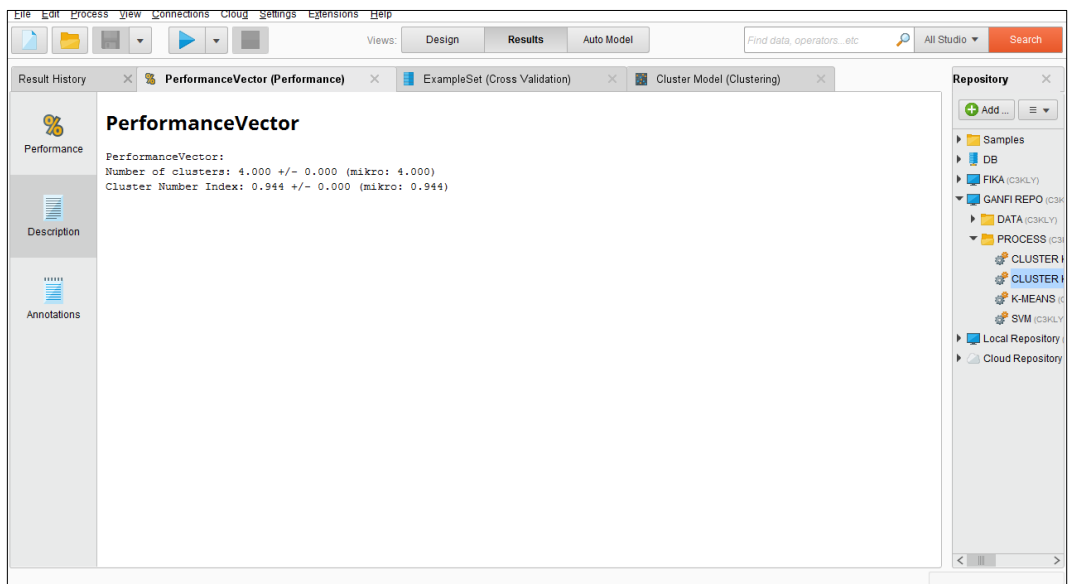 File Edit Process View Connections Cloud Settings Extensions Help
Views: Design Results Auto Model Find data, operators...etc All Studio Search
Result History PerformanceVector (Performance) ExampleSet (Cross Validation) Cluster Model (Clustering) Repository
Performance
Description
Annotations
PerformanceVector
PerformanceVector:
Number of clusters: 4.000 +/- 0.000 (mikro: 4.000)
Cluster Number Index: 0.944 +/- 0.000 (mikro: 0.944)
Add ...
Samples
DB
FIKA (C3KLY)
GANFI REPO (C3K
DATA (C3KLY)
PROCESS (C3
CLUSTER
CLUSTER
K-MEANS
SVM (C3KLY
Local Repository
Cloud Repository